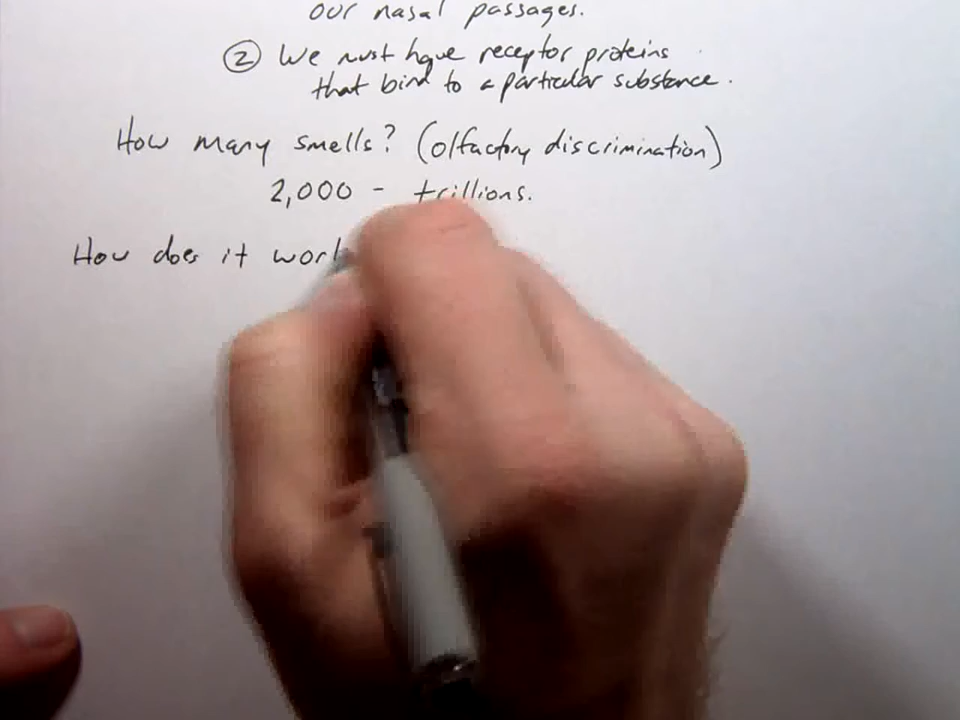 our nasal passages.
② We must have receptor proteins
that bind to a particular substance.
How many smells? (olfactory discrimination)
2,000 - trillions.
How does it work